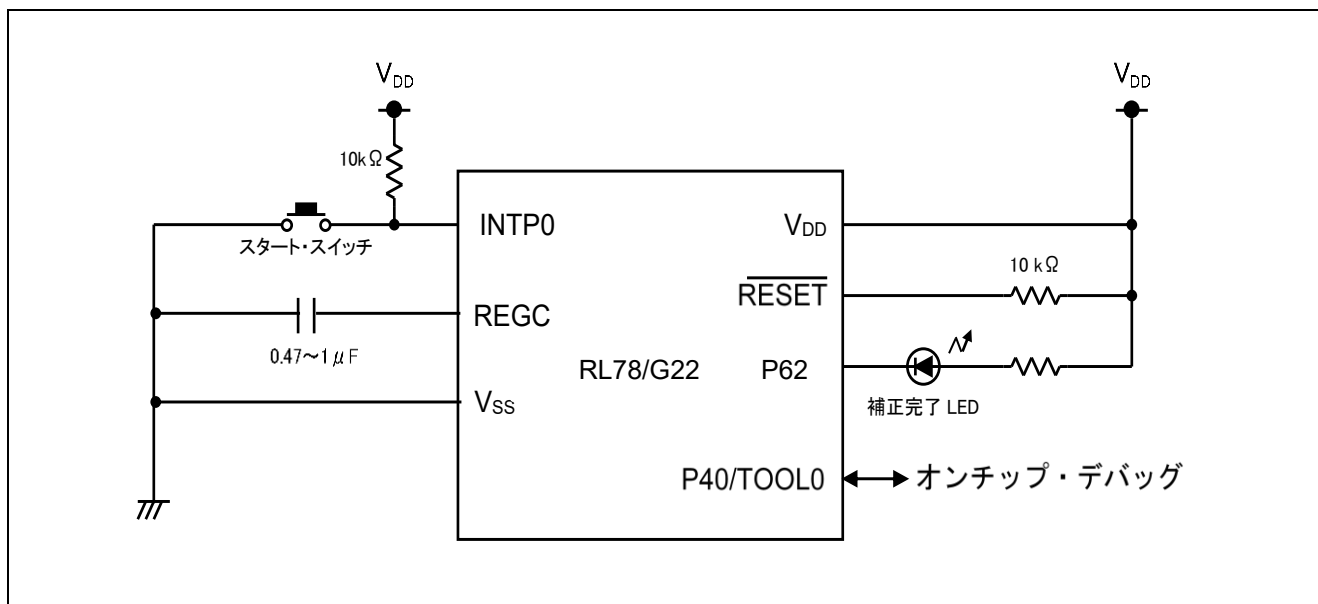 VDD
VDD
10kΩ
INTP0
VDD
スタート・スイッチ
10 kΩ
RESET
REGC
0.47～1μF
RL78/G22
P62
VSS
補正完了 LED
P40/TOOL0
オンチップ・デバッグ